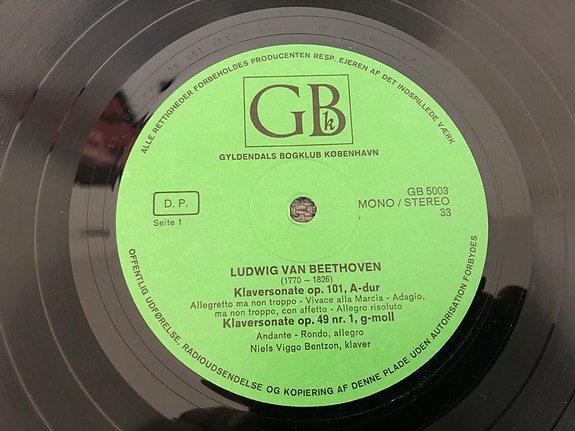 ALLE RETTIGHEDER FORBEHOLDES PRODUCENTEN RESP. EJEREN AF DET INDSPILLEDE VÆRK
GBk
GYLDENDALS BOGKLUB KØBENHAVN
D. P.
Seite 1
GB 5003
MONO / STEREO
33
LUDWIG VAN BEETHOVEN
(1770 – 1826)
Klaversonate op. 101, A-dur
Allegretto ma non troppo - Vivace alla Marcia - Adagio,
ma non troppo, con affetto - Allegro risoluto
Klaversonate op. 49 nr. 1, g-moll
Andante - Rondo, allegro
Niels Viggo Bentzon, klaver
OFFENTLIG UDFØRELSE, RADIOUDSENDELSE OG KOPIERING AF DENNE PLADE UDEN AUTORISATION FORBYDES